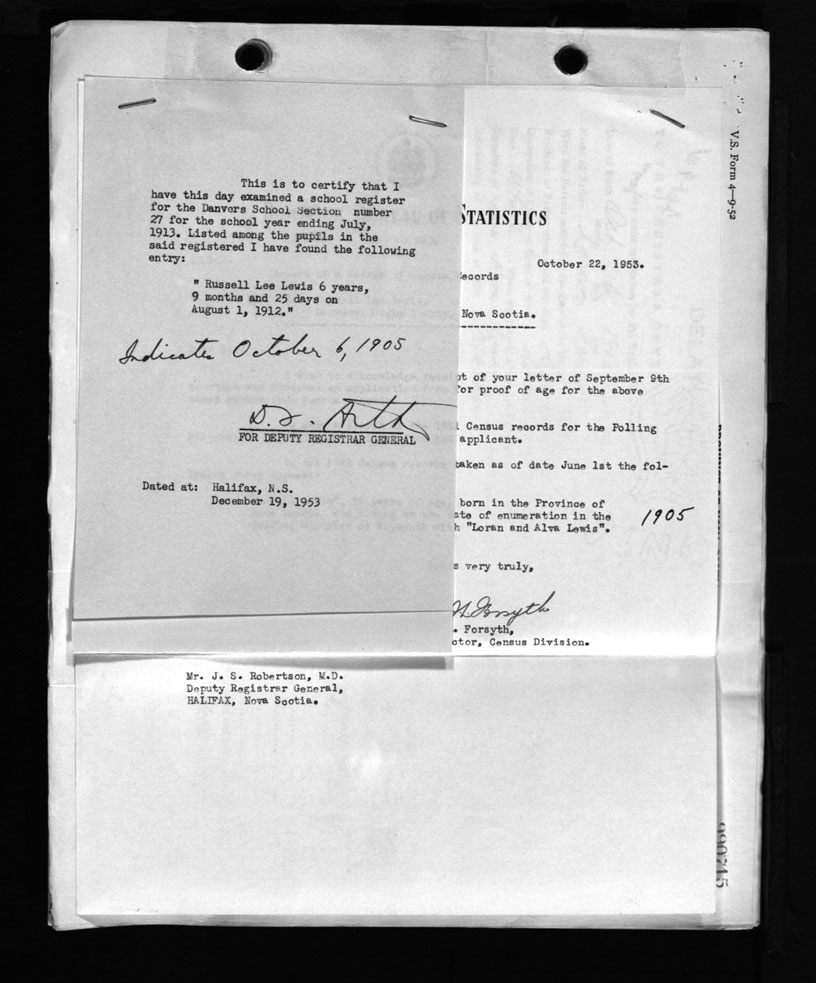 This is to certify that I
have this day examined a school register
for the Danvers School Section number
27 for the school year ending July,
1913. Listed among the pupils in the
said registered I have found the following
entry:
" Russell Lee Lewis 6 years,
9 months and 25 days on
August 1, 1912."
Indicates October 6, 1905
FOR DEPUTY REGISTRAR GENERAL
Dated at: Halifax, N.S.
December 19, 1953
V.S. Form 4—9-52
STATISTICS
October 22, 1953.
ecords
Nova Scotia.
t of your letter of September 9th
or proof of age for the above
Census records for the Polling
applicant.
taken as of date June 1st the fol-
born in the Province of
te of enumeration in the
h "Loran and Alva Lewis".
1905
s very truly,
Forsyth
. Forsyth,
ctor, Census Division.
Mr. J. S. Robertson, M.D.
Deputy Registrar General,
HALIFAX, Nova Scotia.